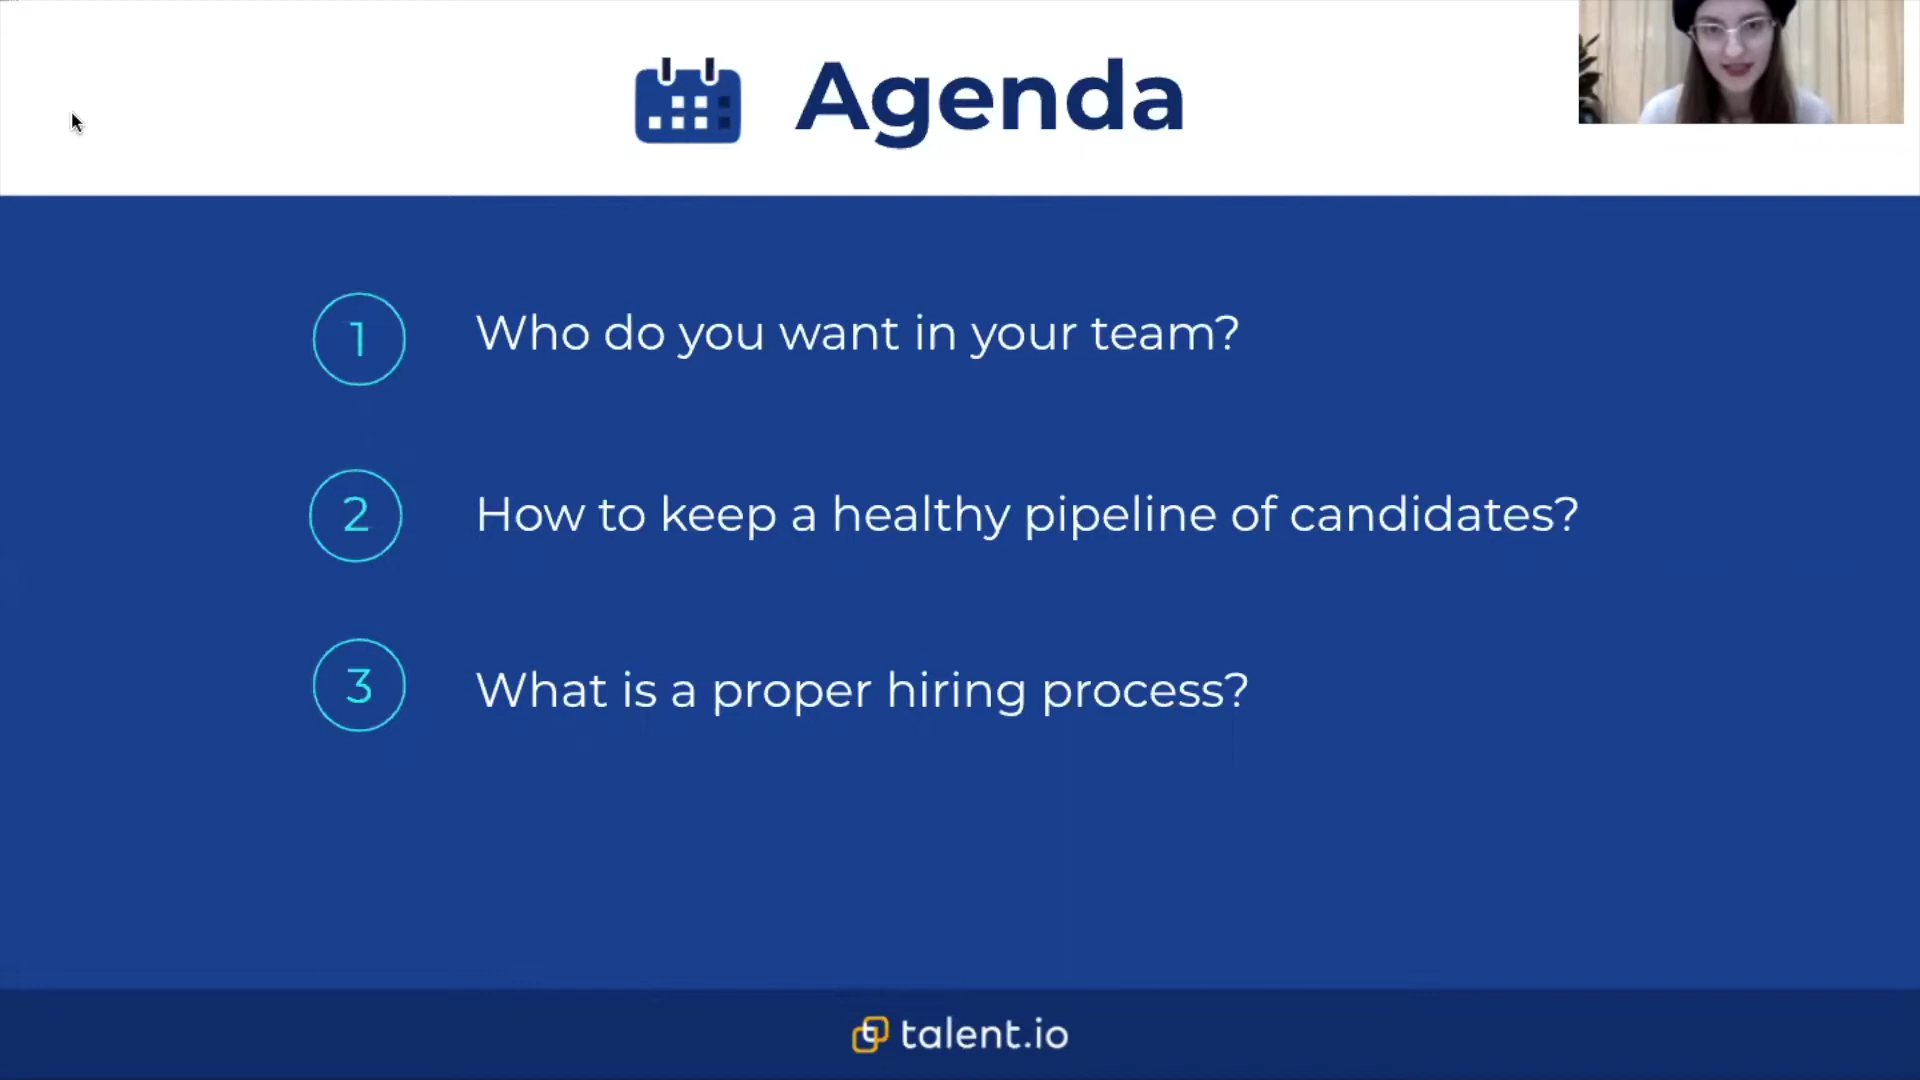 Agenda
1 Who do you want in your team?
2 How to keep a healthy pipeline of candidates?
3 What is a proper hiring process?
talent.io